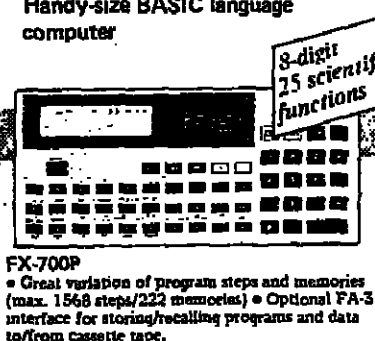 Handy-size BASIC language
computer
8-digit
25 scientif
functions
FX-700P
• Great variation of program steps and memories
(max. 1568 steps/222 memories) • Optional FA-3
interface for storing/recalling programs and data
to/from cassette tape.